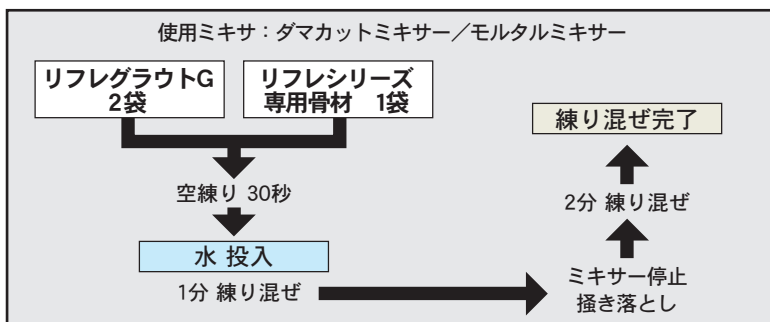 使用ミキサ：ダマカットミキサー／モルタルミキサー
リフレグラウトG
2袋
リフレシリーズ
専用骨材　1袋
空練り 30秒
水 投入
1分 練り混ぜ
ミキサー停止
掻き落とし
2分 練り混ぜ
練り混ぜ完了